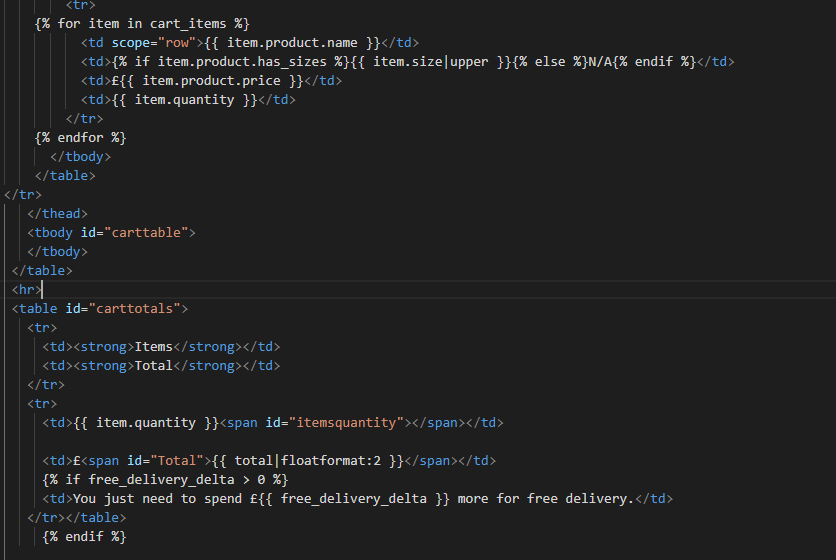 <tr>
{% for item in cart_items %}
<td scope="row">{{ item.product.name }}</td>
<td>{% if item.product.has_sizes %}{{ item.size|upper }}{% else %}N/A{% endif %}</td>
<td>£{{ item.product.price }}</td>
<td>{{ item.quantity }}</td>
</tr>
{% endfor %}
</tbody>
</table>
</tr>
</thead>
<tbody id="carttable">
</tbody>
</table>
<hr>
<table id="carttotals">
<tr>
<td><strong>Items</strong></td>
<td><strong>Total</strong></td>
</tr>
<tr>
<td>{{ item.quantity }}<span id="itemsquantity"></span></td>
<td>£<span id="Total">{{ total|floatformat:2 }}</span></td>
{% if free_delivery_delta > 0 %}
<td>You just need to spend £{{ free_delivery_delta }} more for free delivery.</td>
</tr></table>
{% endif %}